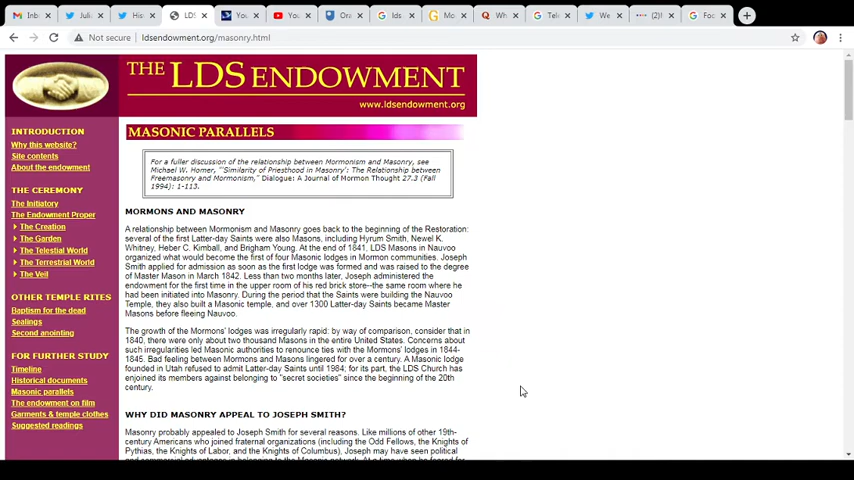 Inb
Juli
His
LDS
You
You
Ora
lds
Mo
Wh
Tel
We
(2)!
Foo
Not secure | ldsendowment.org/masonry.html
THE LDS ENDOWMENT
www.ldsendowment.org
MASONIC PARALLELS
INTRODUCTION
Why this website?
Site contents
About the endowment
THE CEREMONY
The Initiatory
The Endowment Proper
The Creation
The Garden
The Telestial World
The Terrestrial World
The Veil
OTHER TEMPLE RITES
Baptism for the dead
Sealings
Second anointing
FOR FURTHER STUDY
Timeline
Historical documents
Masonic parallels
The endowment on film
Garments & temple clothes
Suggested readings
For a fuller discussion of the relationship between Mormonism and Masonry, see
Michael W. Homer, "'Similarity of Priesthood in Masonry': The Relationship between
Freemasonry and Mormonism," Dialogue: A Journal of Mormon Thought 27.3 (Fall
1994): 1-113.
MORMONS AND MASONRY
A relationship between Mormonism and Masonry goes back to the beginning of the Restoration:
several of the first Latter-day Saints were also Masons, including Hyrum Smith, Newel K.
Whitney, Heber C. Kimball, and Brigham Young. At the end of 1841, LDS Masons in Nauvoo
organized what would become the first of four Masonic lodges in Mormon communities. Joseph
Smith applied for admission as soon as the first lodge was formed and was raised to the degree
of Master Mason in March 1842. Less than two months later, Joseph administered the
endowment for the first time in the upper room of his red brick store--the same room where he
had been initiated into Masonry. During the period that the Saints were building the Nauvoo
Temple, they also built a Masonic temple, and over 1300 Latter-day Saints became Master
Masons before fleeing Nauvoo.
The growth of the Mormons' lodges was irregularly rapid: by way of comparison, consider that in
1840, there were only about two thousand Masons in the entire United States. Concerns about
such irregularities led Masonic authorities to renounce ties with the Mormons' lodges in 1844-
1845. Bad feeling between Mormons and Masons lingered for over a century. A Masonic lodge
founded in Utah refused to admit Latter-day Saints until 1984; for its part, the LDS Church has
enjoined its members against belonging to "secret societies" since the beginning of the 20th
century.
WHY DID MASONRY APPEAL TO JOSEPH SMITH?
Masonry probably appealed to Joseph Smith for several reasons. Like millions of other 19th-
century Americans who joined fraternal organizations (including the Odd Fellows, the Knights of
Pythias, the Knights of Labor, and the Knights of Columbus), Joseph may have seen political